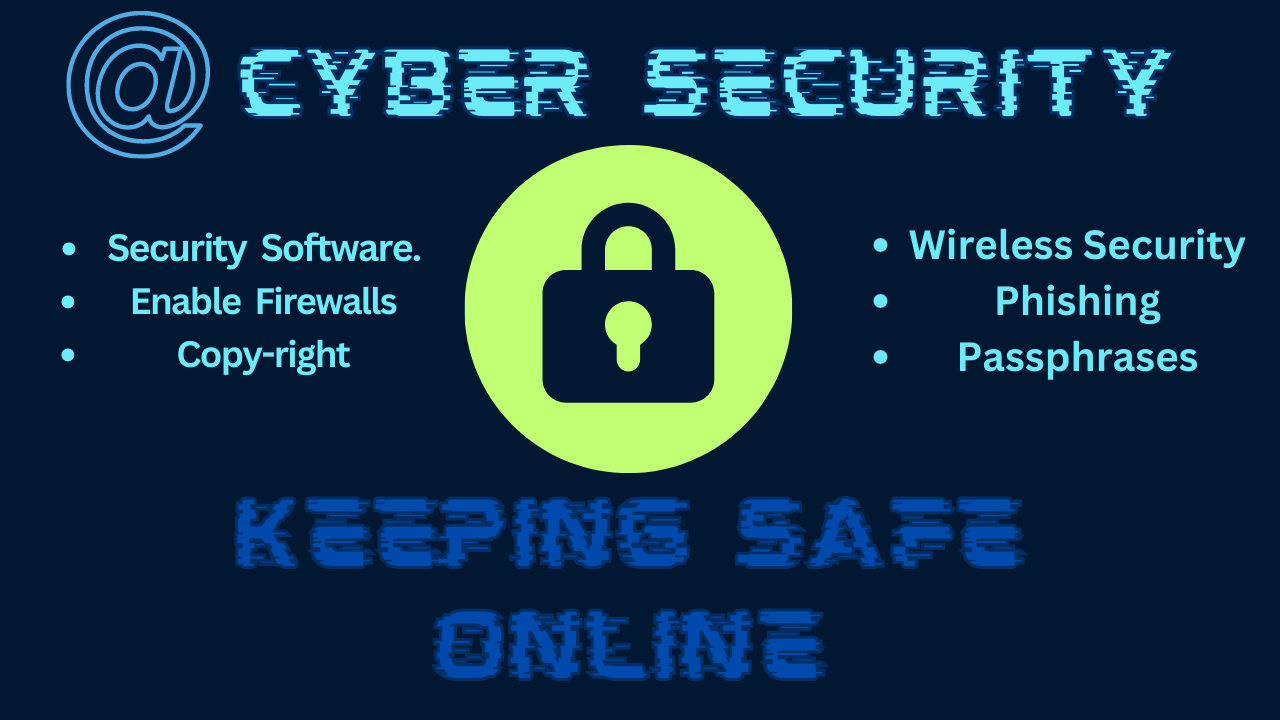 @ CYBER SECURITY
• Security Software.
• Enable Firewalls
• Copy-right
• Wireless Security
• Phishing
• Passphrases
KEEPING SAFE
ONLINE